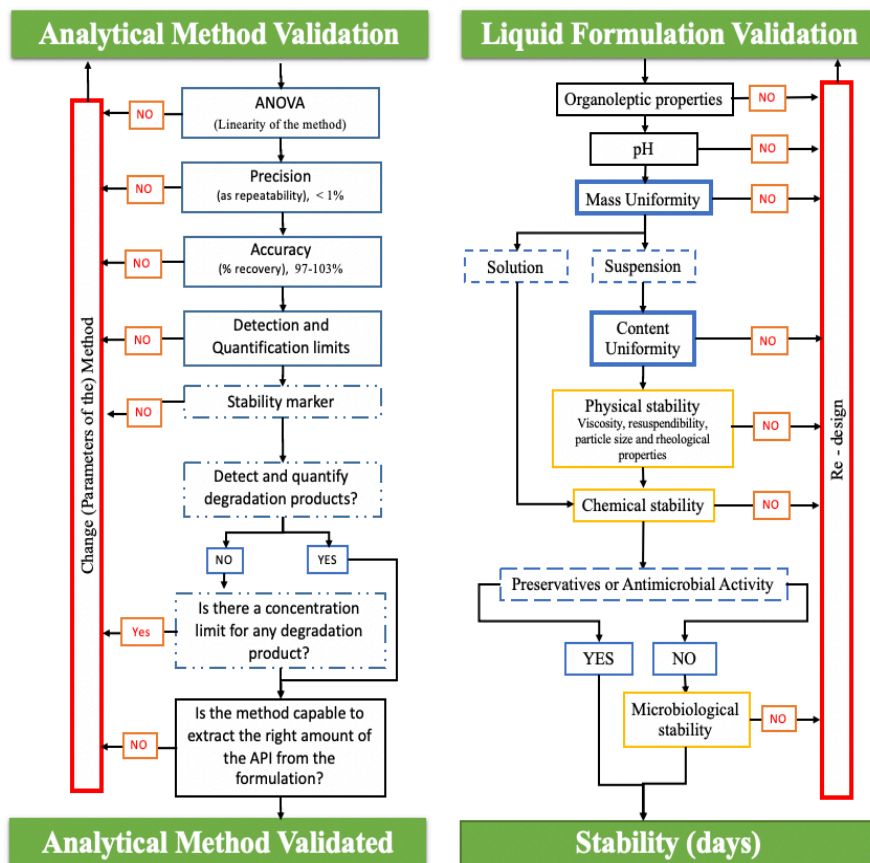 Analytical Method Validation
ANOVA
(Linearity of the method)
NO
Precision
(as repeatability), < 1%
NO
Accuracy
(% recovery), 97-103%
NO
Detection and
Quantification limits
NO
Stability marker
NO
Detect and quantify
degradation products?
NO
YES
Is there a concentration
limit for any degradation
product?
Yes
Is the method capable to
extract the right amount of
the API from the
formulation?
NO
Change (Parameters of the) Method
Analytical Method Validated
Liquid Formulation Validation
Organoleptic properties
NO
pH
NO
Mass Uniformity
NO
Solution
Suspension
Content
Uniformity
NO
Physical stability
Viscosity, resuspendibility,
particle size and rheological
properties
NO
Chemical stability
NO
Preservatives or Antimicrobial Activity
YES
NO
Microbiological
stability
NO
Re - design
Stability (days)